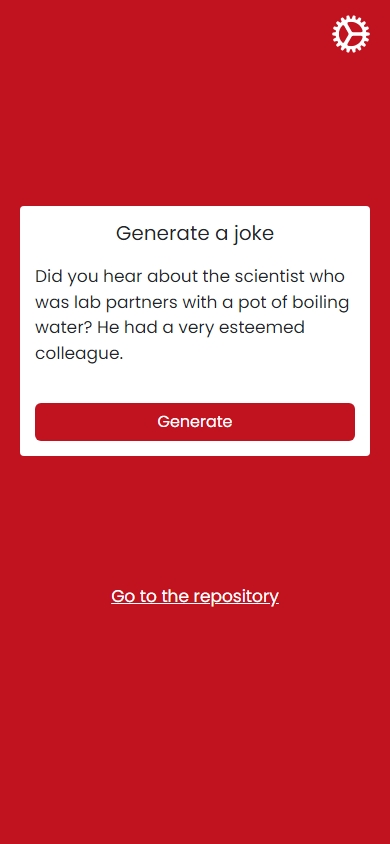 Generate a joke
Did you hear about the scientist who
was lab partners with a pot of boiling
water? He had a very esteemed
colleague.
Generate
Go to the repository